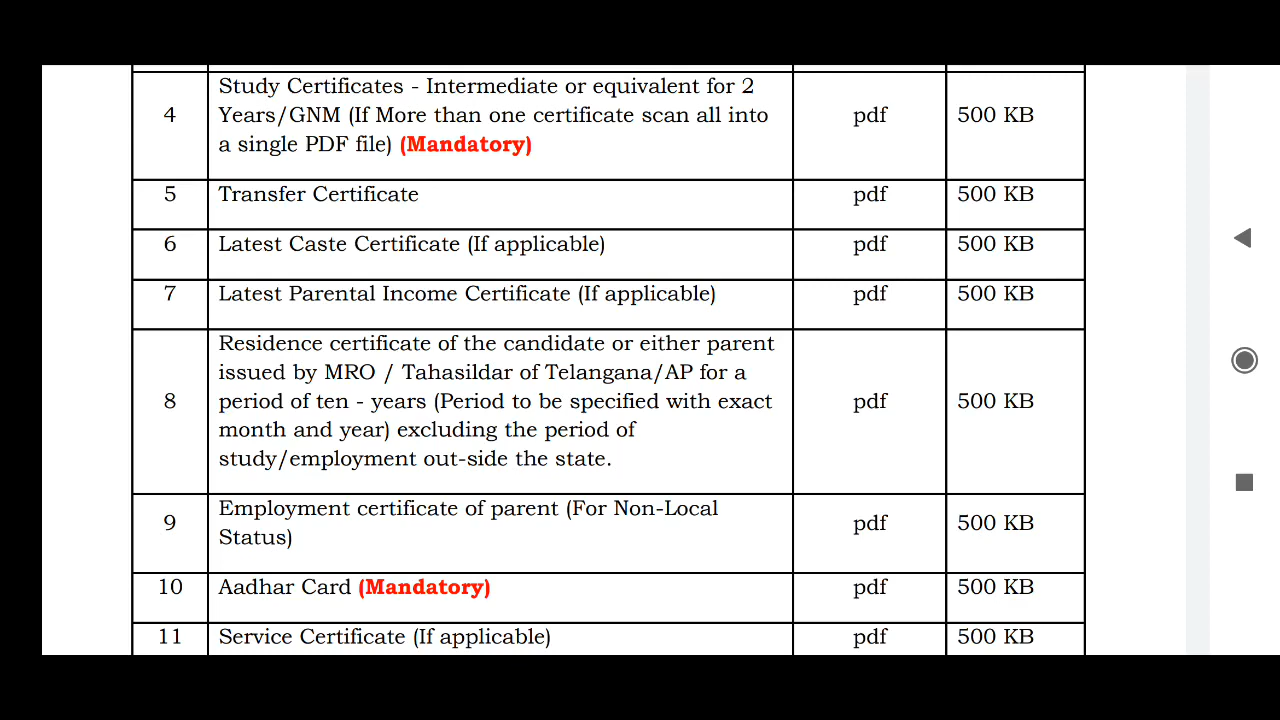 4 Study Certificates - Intermediate or equivalent for 2 pdf 500 KB
Years/GNM (If More than one certificate scan all into
a single PDF file) (Mandatory)
5 Transfer Certificate pdf 500 KB
6 Latest Caste Certificate (If applicable) pdf 500 KB
7 Latest Parental Income Certificate (If applicable) pdf 500 KB
8 Residence certificate of the candidate or either parent pdf 500 KB
issued by MRO / Tahasildar of Telangana/AP for a
period of ten - years (Period to be specified with exact
month and year) excluding the period of
study/employment out-side the state.
9 Employment certificate of parent (For Non-Local pdf 500 KB
Status)
10 Aadhar Card (Mandatory) pdf 500 KB
11 Service Certificate (If applicable) pdf 500 KB